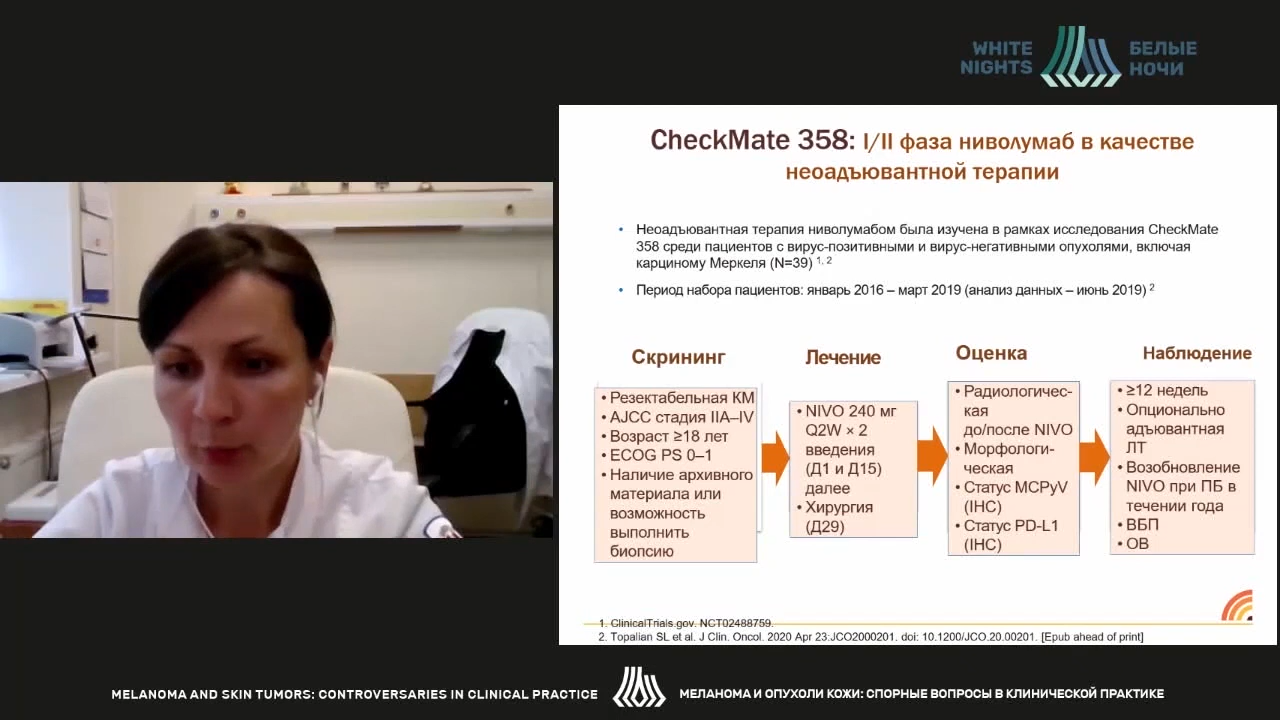 WHITE
NIGHTS
БЕЛЫЕ
НОЧИ
CheckMate 358: I/II фаза ниволумаб в качестве
неоадъювантной терапии
• Неоадъювантная терапия ниволумабом была изучена в рамках исследования CheckMate
358 среди пациентов с вирус-позитивными и вирус-негативными опухолями, включая
карциному Меркеля (N=39) 1, 2
• Период набора пациентов: январь 2016 – март 2019 (анализ данных – июнь 2019) 2
Скрининг
• Резектабельная КМ
• AJCC стадия IIA–IV
• Возраст ≥18 лет
• ECOG PS 0–1
• Наличие архивного
материала или
возможность
выполнить
биопсию
Лечение
• NIVO 240 мг
Q2W × 2
введения
(Д1 и Д15)
далее
• Хирургия
(Д29)
Оценка
• Радиологичес-
кая
до/после NIVO
• Морфологи-
ческая
• Статус MCPyV
(IHC)
• Статус PD-L1
(IHC)
Наблюдение
• ≥12 недель
• Опционально
адъювантная
ЛТ
• Возобновление
NIVO при ПБ в
течении года
• ВБП
• ОВ
1. ClinicalTrials.gov. NCT02488759.
2. Topalian SL et al. J Clin. Oncol. 2020 Apr 23:JCO2000201. doi: 10.1200/JCO.20.00201. [Epub ahead of print]
MELANOMA AND SKIN TUMORS: CONTROVERSARIES IN CLINICAL PRACTICE
МЕЛАНОМА И ОПУХОЛИ КОЖИ: СПОРНЫЕ ВОПРОСЫ В КЛИНИЧЕСКОЙ ПРАКТИКЕ